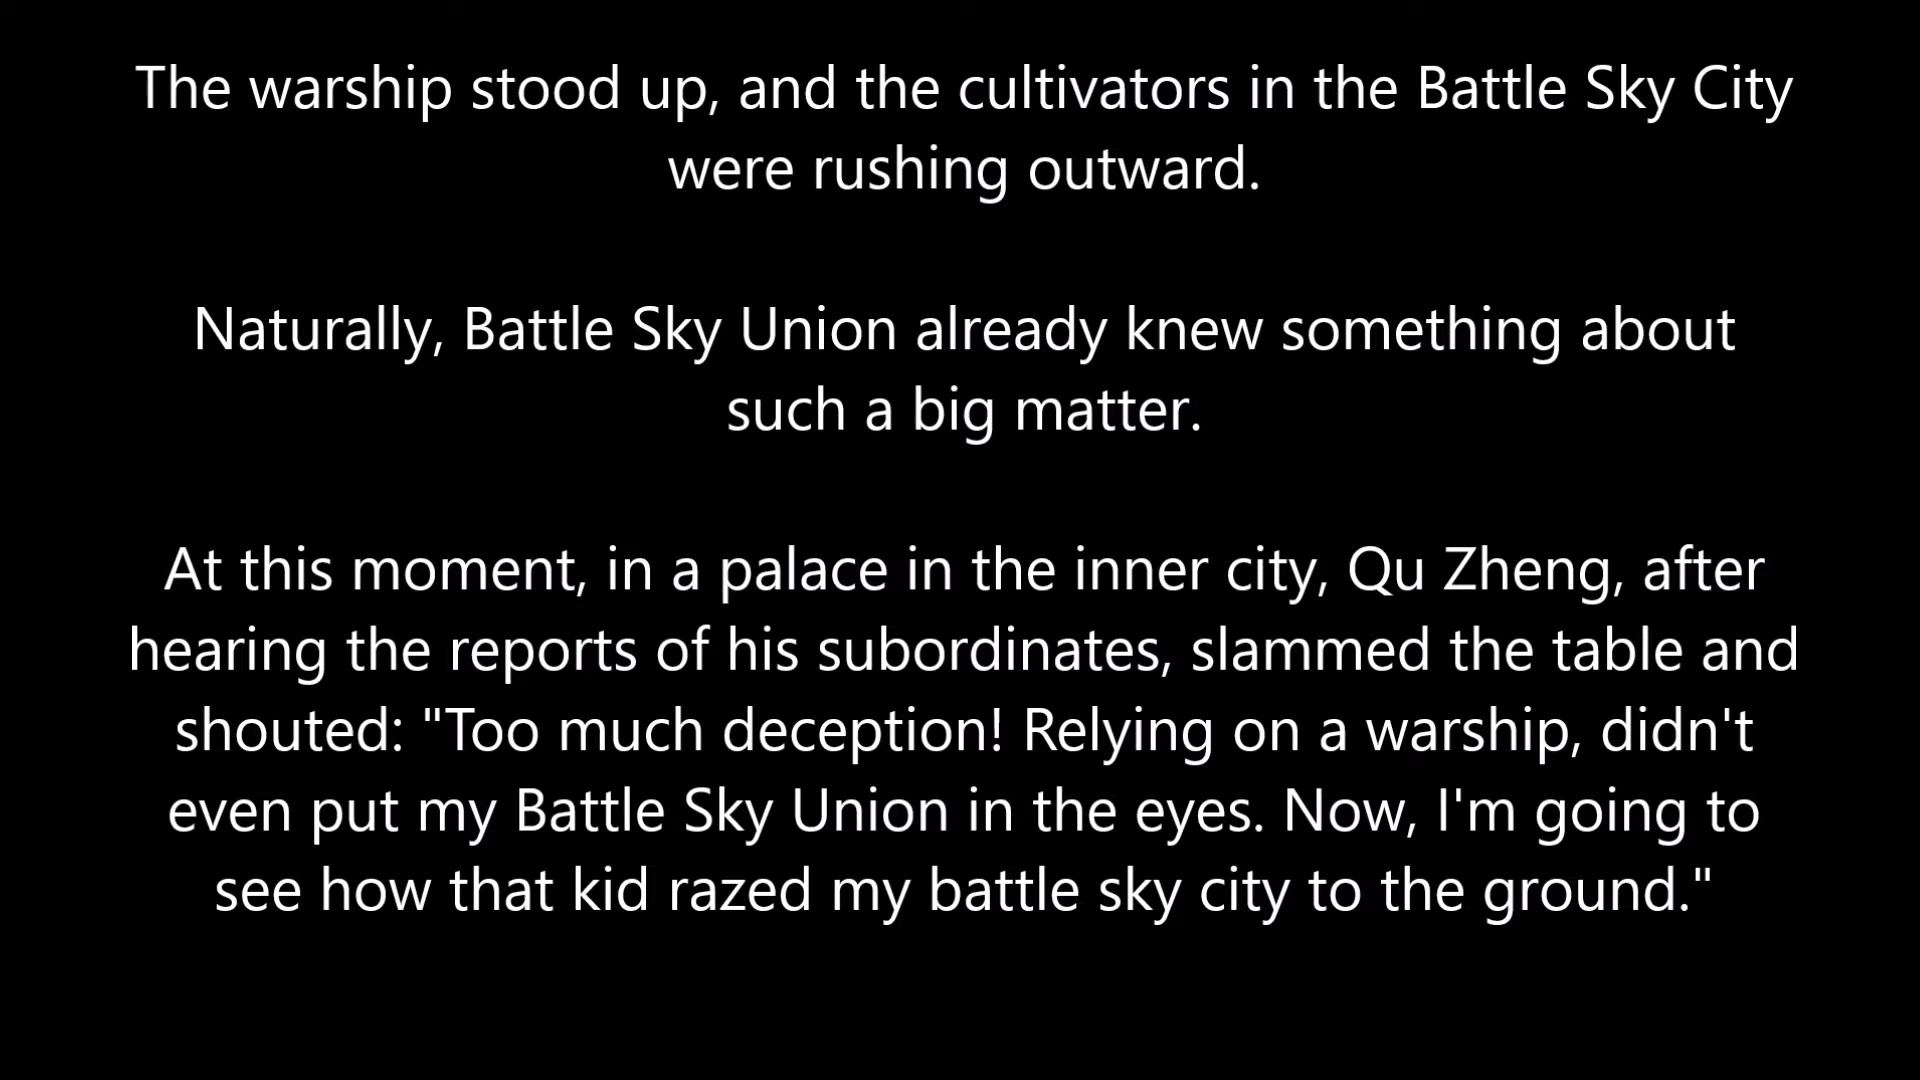 The warship stood up, and the cultivators in the Battle Sky City
were rushing outward.
Naturally, Battle Sky Union already knew something about
such a big matter.
At this moment, in a palace in the inner city, Qu Zheng, after
hearing the reports of his subordinates, slammed the table and
shouted: "Too much deception! Relying on a warship, didn't
even put my Battle Sky Union in the eyes. Now, I'm going to
see how that kid razed my battle sky city to the ground."